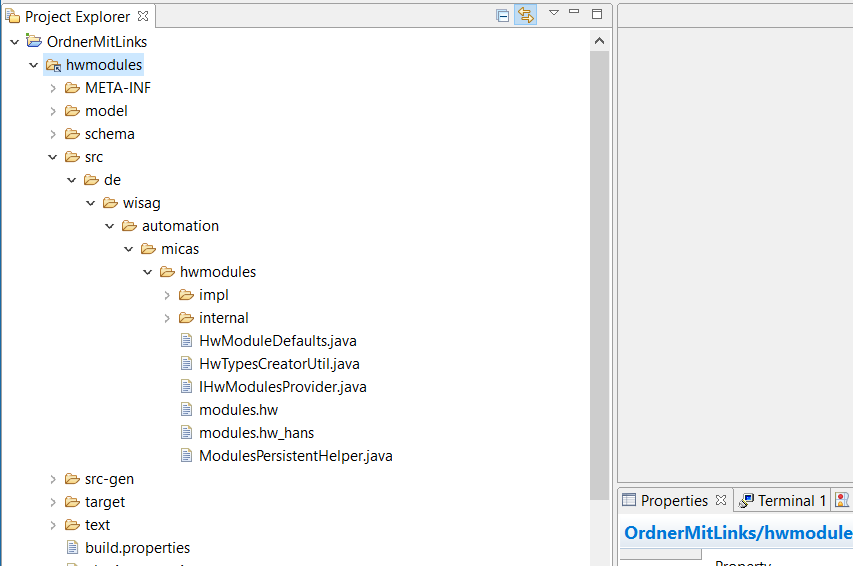 Project Explorer
OrdnerMitLinks
hwmodules
META-INF
model
schema
src
de
wisag
automation
micas
hwmodules
impl
internal
HwModuleDefaults.java
HwTypesCreatorUtil.java
IHwModulesProvider.java
modules.hw
modules.hw_hans
ModulesPersistentHelper.java
src-gen
target
text
build.properties
Properties
Terminal 1
OrdnerMitLinks/hwmodule
Property